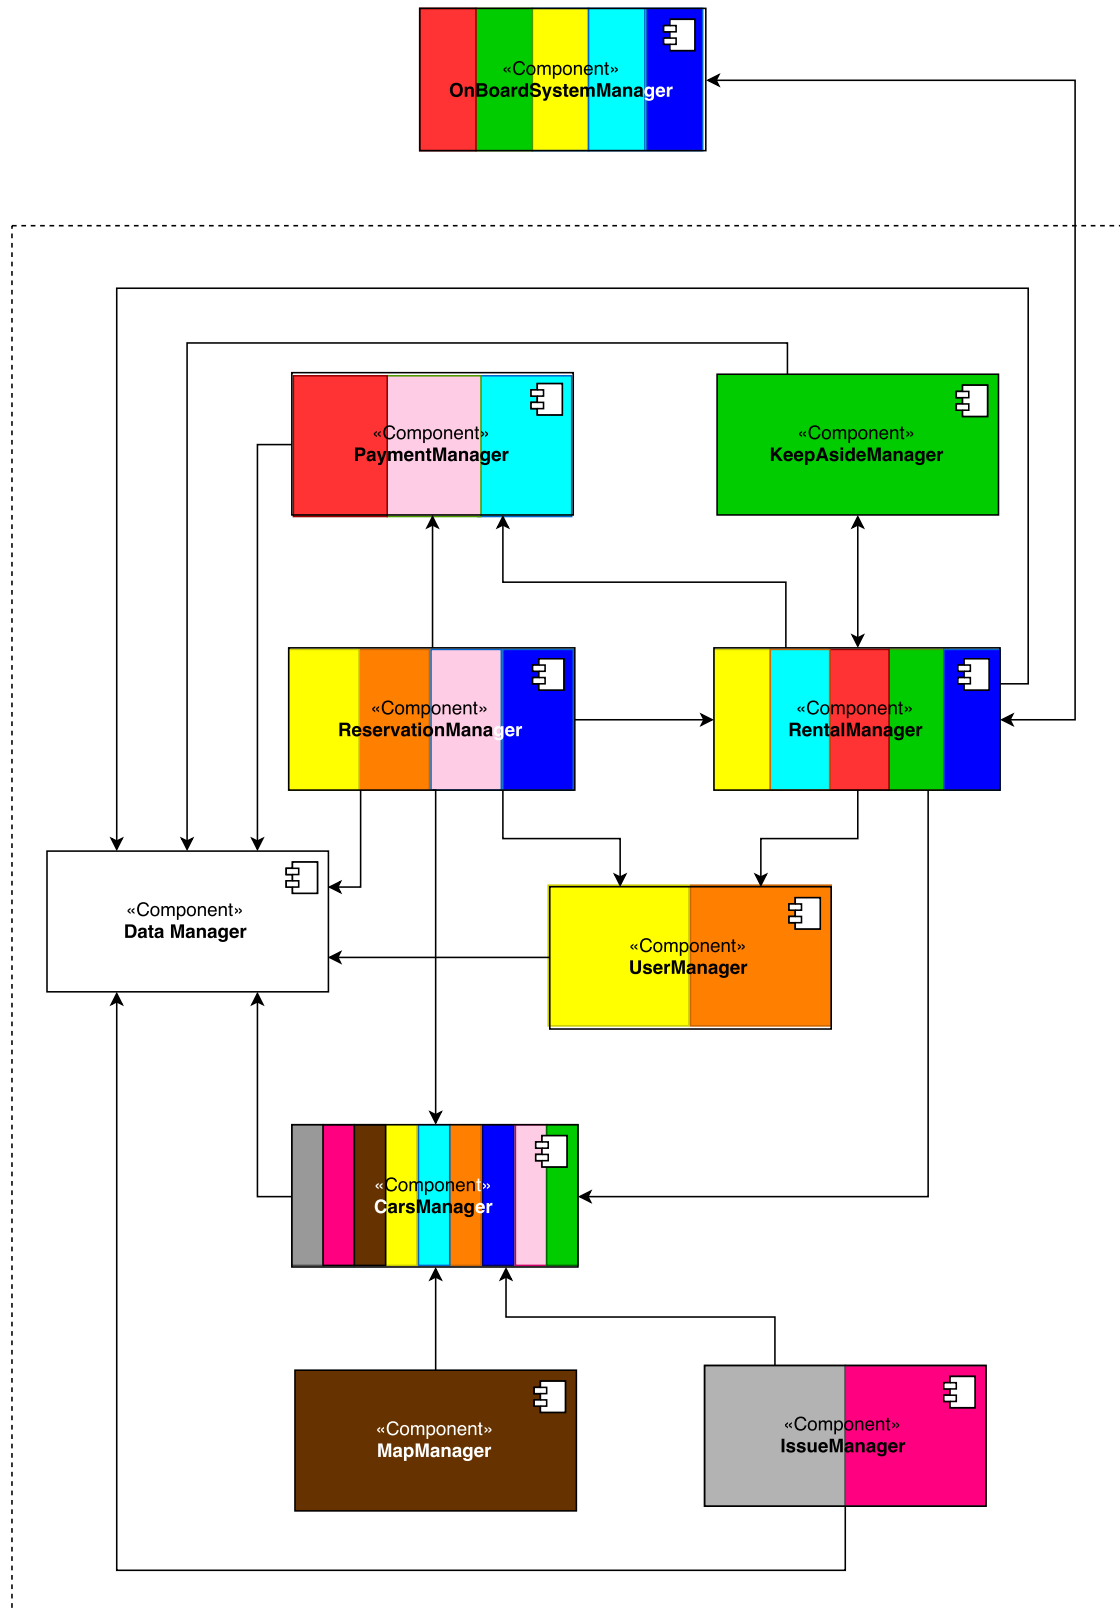 «Component»
OnBoardSystemManager
«Component»
PaymentManager
«Component»
KeepAsideManager
«Component»
ReservationManager
«Component»
RentalManager
«Component»
Data Manager
«Component»
UserManager
«Component»
CarsManager
«Component»
MapManager
«Component»
IssueManager